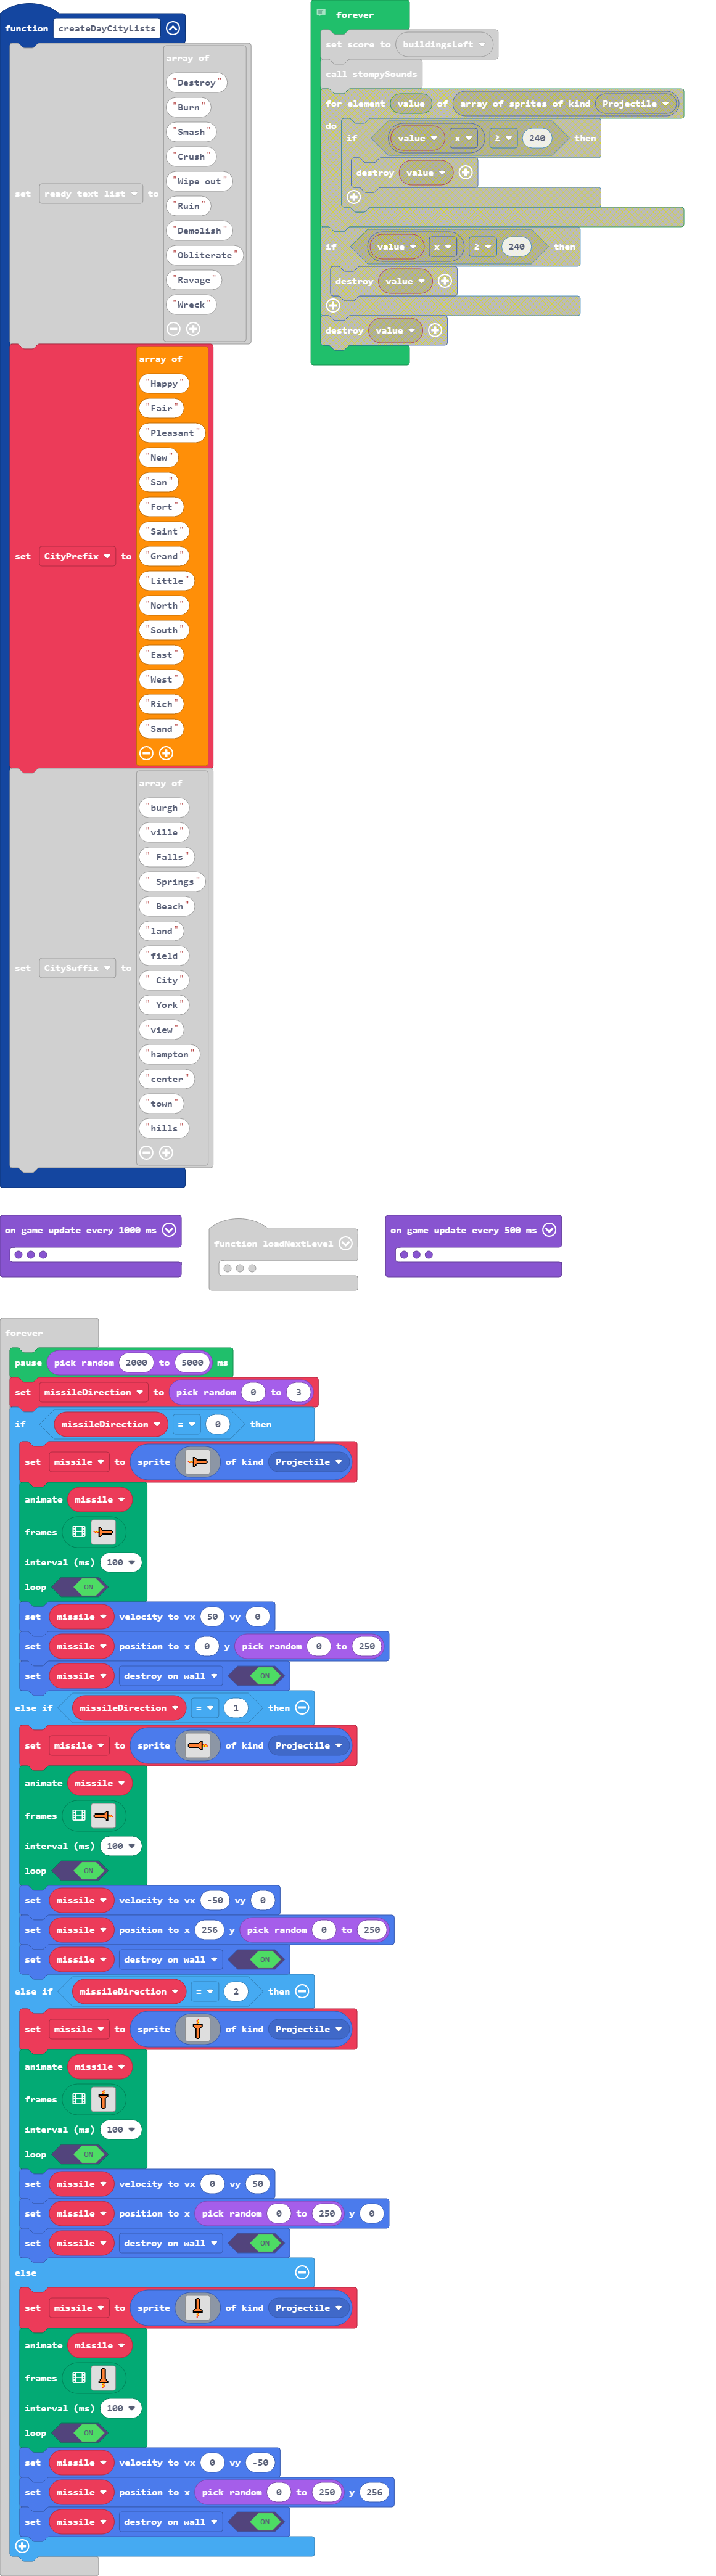 function createDayCityLists
set ready text list to array of
"Destroy"
"Burn"
"Smash"
"Crush"
"Wipe out"
"Ruin"
"Demolish"
"Obliterate"
"Ravage"
"Wreck"
set CityPrefix to array of
"Happy"
"Fair"
"Pleasant"
"New"
"San"
"Fort"
"Saint"
"Grand"
"Little"
"North"
"South"
"East"
"West"
"Rich"
"Sand"
set CitySuffix to array of
"burgh"
"ville"
" Falls"
" Springs"
" Beach"
"land"
"field"
" City"
" York"
"view"
"hampton"
"center"
"town"
"hills"
forever
set score to buildingsLeft
call stompySounds
for element value of array of sprites of kind Projectile
do
if value x ≥ 240 then
destroy value
if value x ≥ 240 then
destroy value
destroy value
on game update every 1000 ms
function loadNextLevel
on game update every 500 ms
forever
pause pick random 2000 to 5000 ms
set missileDirection to pick random 0 to 3
if missileDirection = 0 then
set missile to sprite of kind Projectile
animate missile
frames
interval (ms) 100
loop ON
set missile velocity to vx 50 vy 0
set missile position to x 0 y pick random 0 to 250
set missile destroy on wall ON
else if missileDirection = 1 then
set missile to sprite of kind Projectile
animate missile
frames
interval (ms) 100
loop ON
set missile velocity to vx -50 vy 0
set missile position to x 256 y pick random 0 to 250
set missile destroy on wall ON
else if missileDirection = 2 then
set missile to sprite of kind Projectile
animate missile
frames
interval (ms) 100
loop ON
set missile velocity to vx 0 vy 50
set missile position to x pick random 0 to 250 y 0
set missile destroy on wall ON
else
set missile to sprite of kind Projectile
animate missile
frames
interval (ms) 100
loop ON
set missile velocity to vx 0 vy -50
set missile position to x pick random 0 to 250 y 256
set missile destroy on wall ON